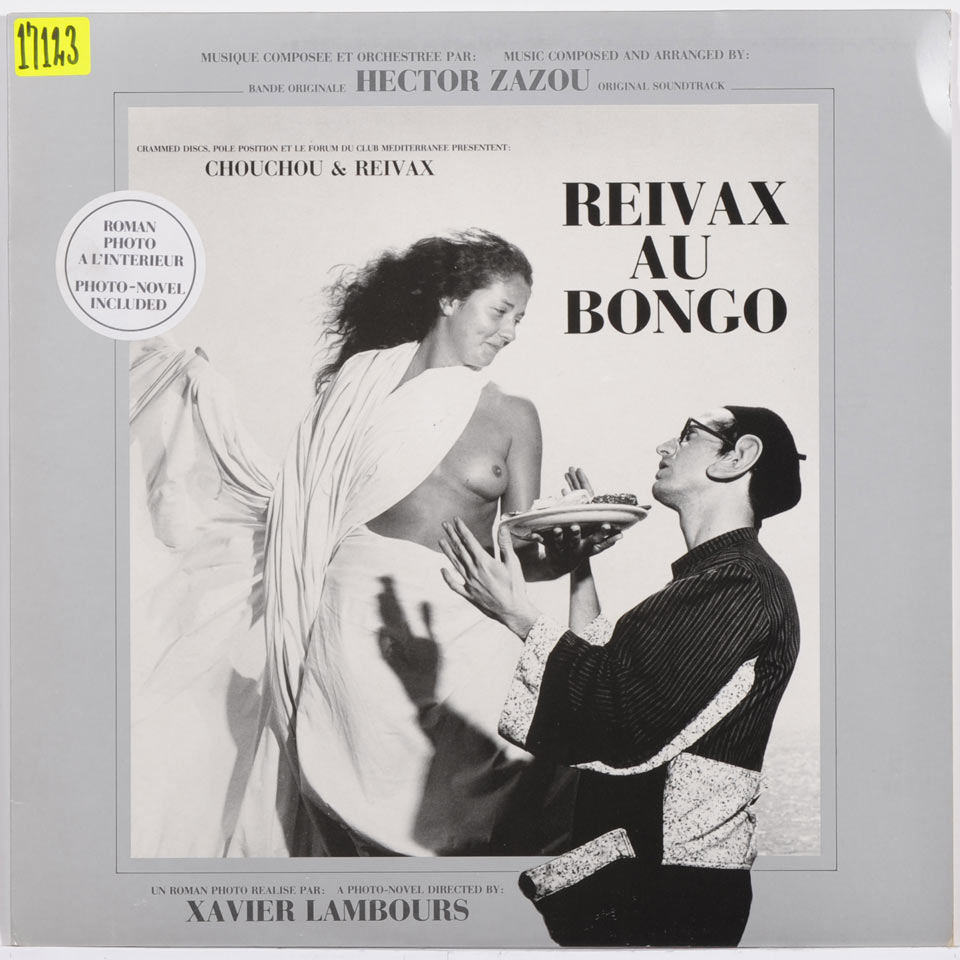 17123
MUSIQUE COMPOSEE ET ORCHESTREE PAR: MUSIC COMPOSED AND ARRANGED BY:
BANDE ORIGINALE HECTOR ZAZOU ORIGINAL SOUNDTRACK
CRAMMED DISCS, POLE POSITION ET LE FORUM DU CLUB MEDITERRANEE PRESENTENT:
CHOUCHOU & REIVAX
REIVAX
AU
BONGO
ROMAN
PHOTO
A L'INTERIEUR
PHOTO-NOVEL
INCLUDED
UN ROMAN PHOTO REALISE PAR: A PHOTO-NOVEL DIRECTED BY:
XAVIER LAMBOURS